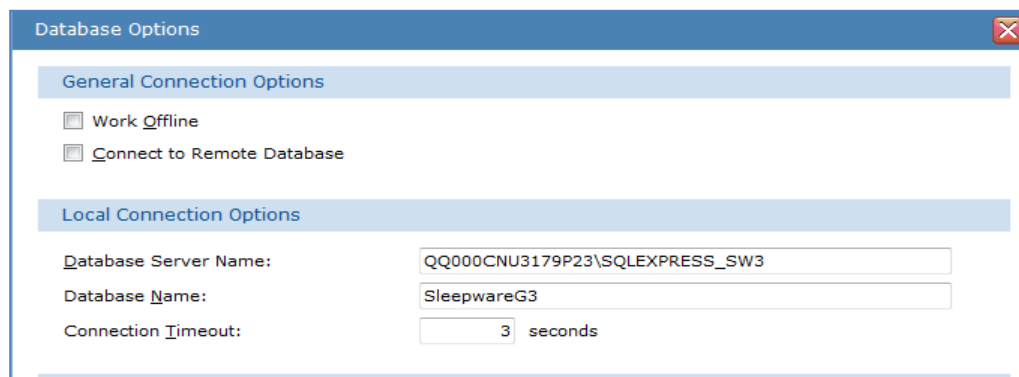 Database Options
General Connection Options
Work Offline
Connect to Remote Database
Local Connection Options
Database Server Name: QQ000CNU3179P23\SQLEXPRESS_SW3
Database Name: SleepwareG3
Connection Timeout: 3 seconds